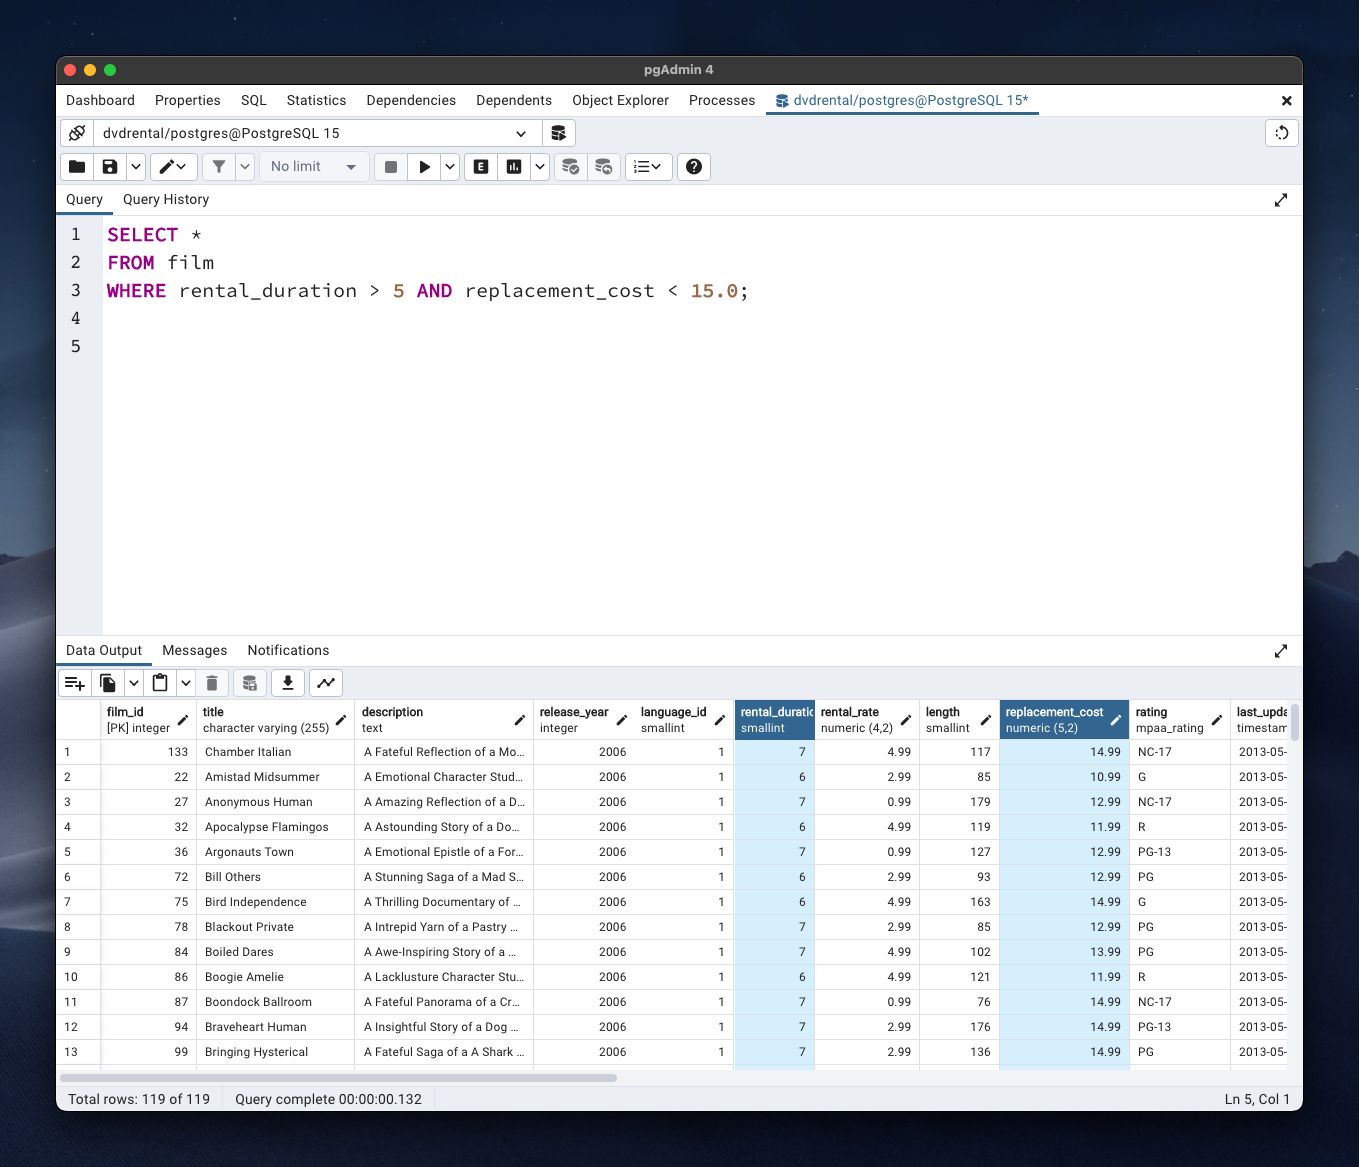 pgAdmin 4
Dashboard Properties SQL Statistics Dependencies Dependents Object Explorer Processes dvdrental/postgres@PostgreSQL 15*
dvdrental/postgres@PostgreSQL 15
No limit E
Query Query History
1 SELECT *
2 FROM film
3 WHERE rental_duration > 5 AND replacement_cost < 15.0;
4
5
Data Output Messages Notifications
film_id title description release_year language_id rental_duratic rental_rate length replacement_cost rating last_upda
[PK] integer character varying (255) text integer smallint smallint numeric (4,2) smallint numeric (5,2) mpaa_rating timestam
1 133 Chamber Italian A Fateful Reflection of a Mo... 2006 1 7 4.99 117 14.99 NC-17 2013-05-
2 22 Amistad Midsummer A Emotional Character Stud... 2006 1 6 2.99 85 10.99 G 2013-05-
3 27 Anonymous Human A Amazing Reflection of a D... 2006 1 7 0.99 179 12.99 NC-17 2013-05-
4 32 Apocalypse Flamingos A Astounding Story of a Do... 2006 1 6 4.99 119 11.99 R 2013-05-
5 36 Argonauts Town A Emotional Epistle of a For... 2006 1 7 0.99 127 12.99 PG-13 2013-05-
6 72 Bill Others A Stunning Saga of a Mad S... 2006 1 6 2.99 93 12.99 PG 2013-05-
7 75 Bird Independence A Thrilling Documentary of ... 2006 1 6 4.99 163 14.99 G 2013-05-
8 78 Blackout Private A Intrepid Yarn of a Pastry ... 2006 1 7 2.99 85 12.99 PG 2013-05-
9 84 Boiled Dares A Awe-Inspiring Story of a ... 2006 1 7 4.99 102 13.99 PG 2013-05-
10 86 Boogie Amelie A Lacklusture Character Stu... 2006 1 6 4.99 121 11.99 R 2013-05-
11 87 Boondock Ballroom A Fateful Panorama of a Cr... 2006 1 7 0.99 76 14.99 NC-17 2013-05-
12 94 Braveheart Human A Insightful Story of a Dog ... 2006 1 7 2.99 176 14.99 PG-13 2013-05-
13 99 Bringing Hysterical A Fateful Saga of a A Shark ... 2006 1 7 2.99 136 14.99 PG 2013-05-
Total rows: 119 of 119 Query complete 00:00:00.132 Ln 5, Col 1